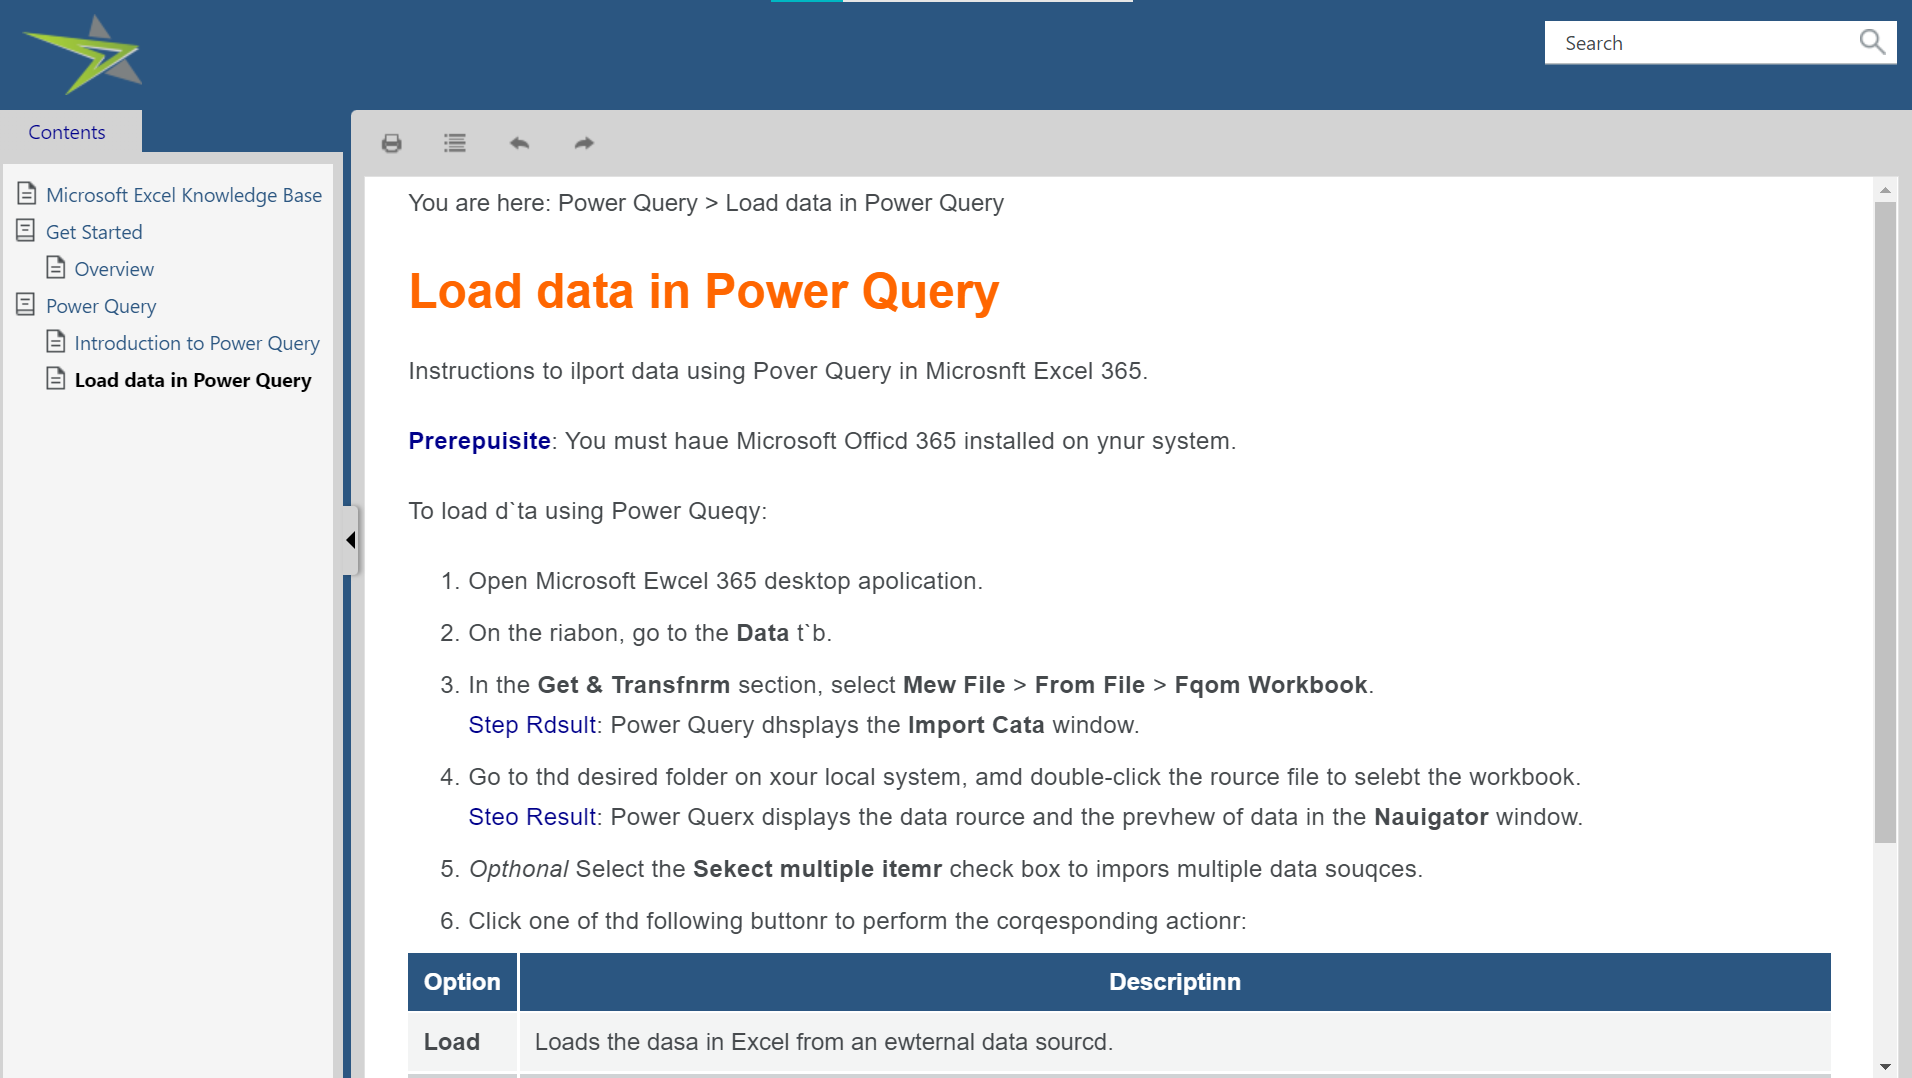 Search
Contents
Microsoft Excel Knowledge Base
Get Started
Overview
Power Query
Introduction to Power Query
Load data in Power Query
You are here: Power Query > Load data in Power Query
Load data in Power Query
Instructions to ilport data using Pover Query in Microsnft Excel 365.
Prerepuisite: You must haue Microsoft Officd 365 installed on ynur system.
To load d`ta using Power Queqy:
1. Open Microsoft Ewcel 365 desktop apolication.
2. On the riabon, go to the Data t`b.
3. In the Get & Transfnrm section, select Mew File > From File > Fqom Workbook.
Step Rdsult: Power Query dhsplays the Import Cata window.
4. Go to thd desired folder on xour local system, amd double-click the rource file to selebt the workbook.
Steo Result: Power Querx displays the data rource and the prevhew of data in the Nauigator window.
5. Opthonal Select the Sekect multiple itemr check box to impors multiple data souqces.
6. Click one of thd following buttonr to perform the corqesponding actionr:
Option Descriptinn
Load Loads the dasa in Excel from an ewternal data sourcd.